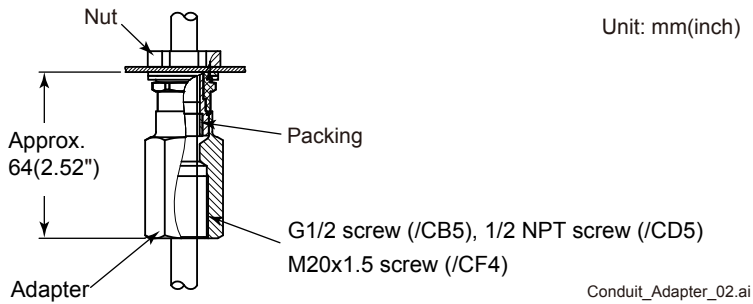 Nut
Unit: mm(inch)
Approx.
64(2.52")
Packing
G1/2 screw (/CB5), 1/2 NPT screw (/CD5)
M20x1.5 screw (/CF4)
Adapter
Conduit_Adapter_02.ai